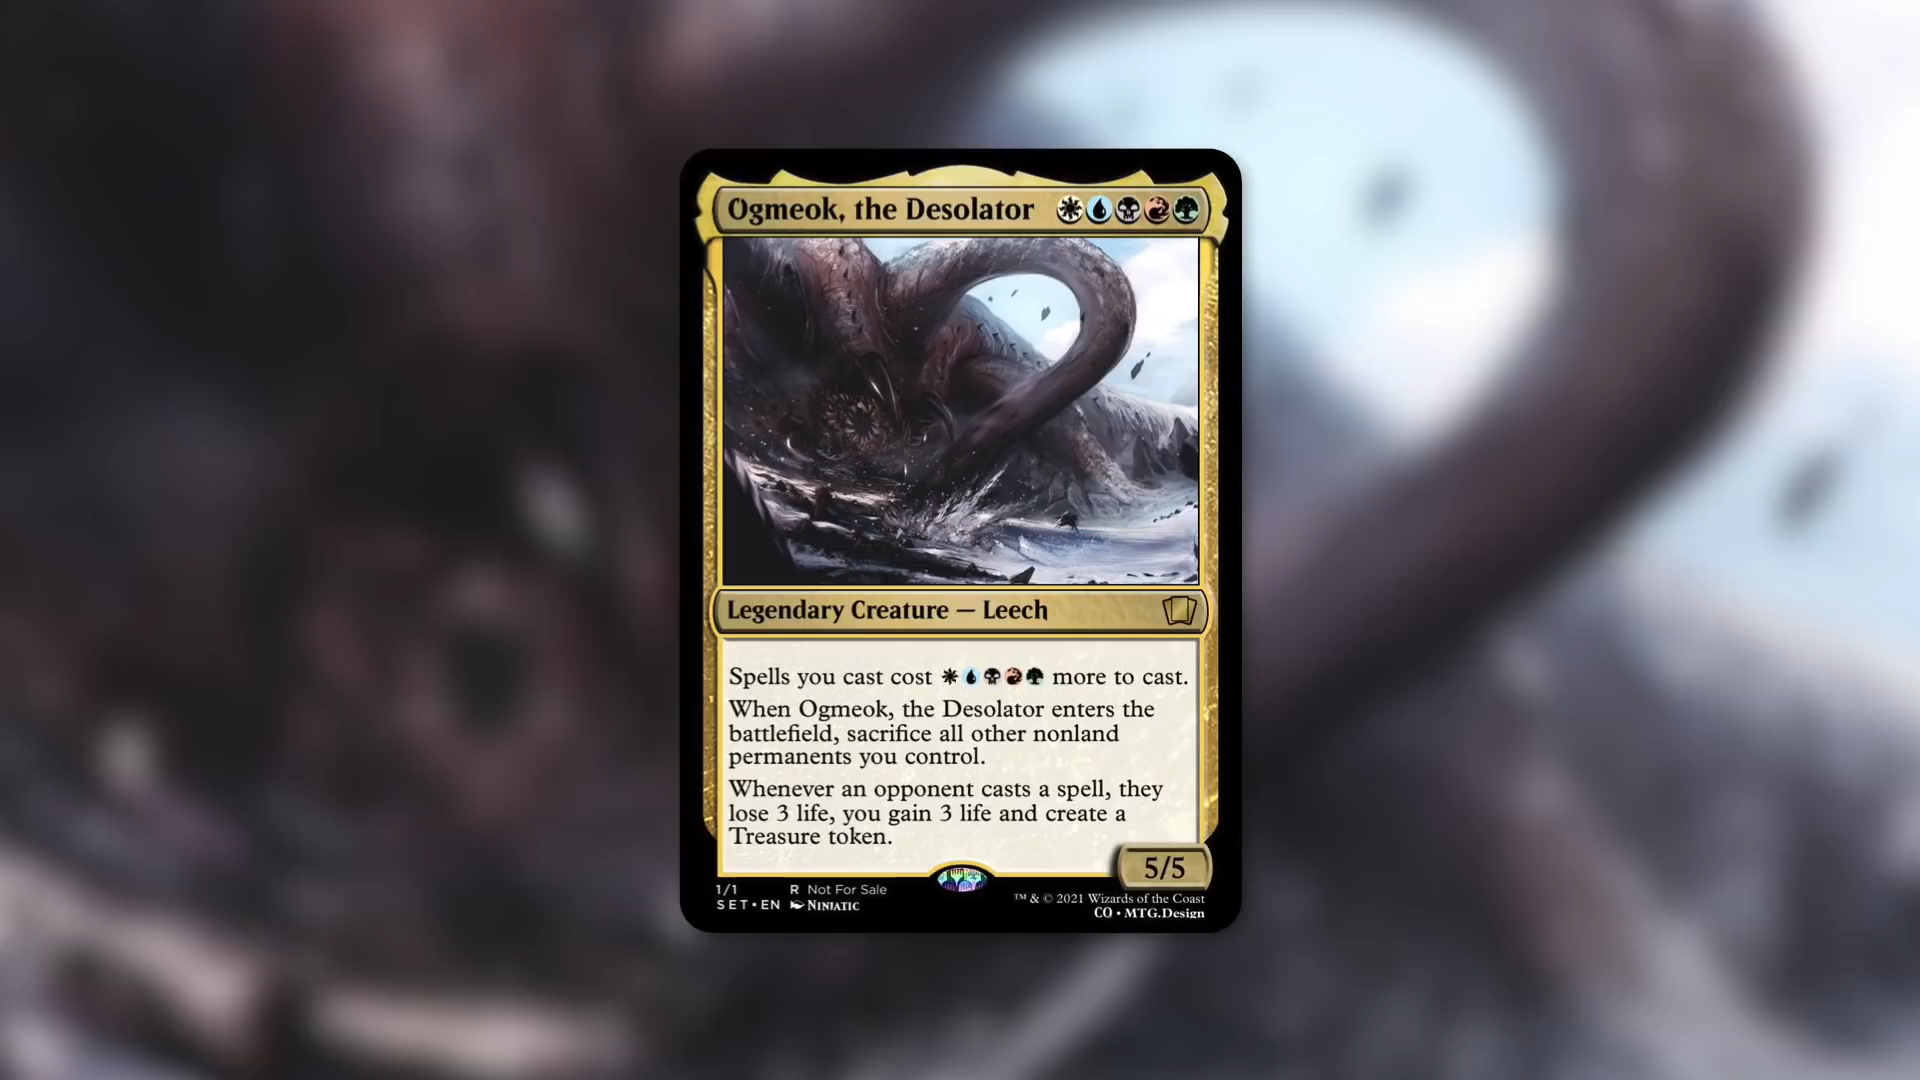 Ogmeok, the Desolator
Legendary Creature — Leech
Spells you cast cost more to cast.
When Ogmeok, the Desolator enters the
battlefield, sacrifice all other nonland
permanents you control.
Whenever an opponent casts a spell, they
lose 3 life, you gain 3 life and create a
Treasure token.
5/5
1/1 R Not For Sale
SET • EN NINIATIC
™ & © 2021 Wizards of the Coast
CO • MTG.Design